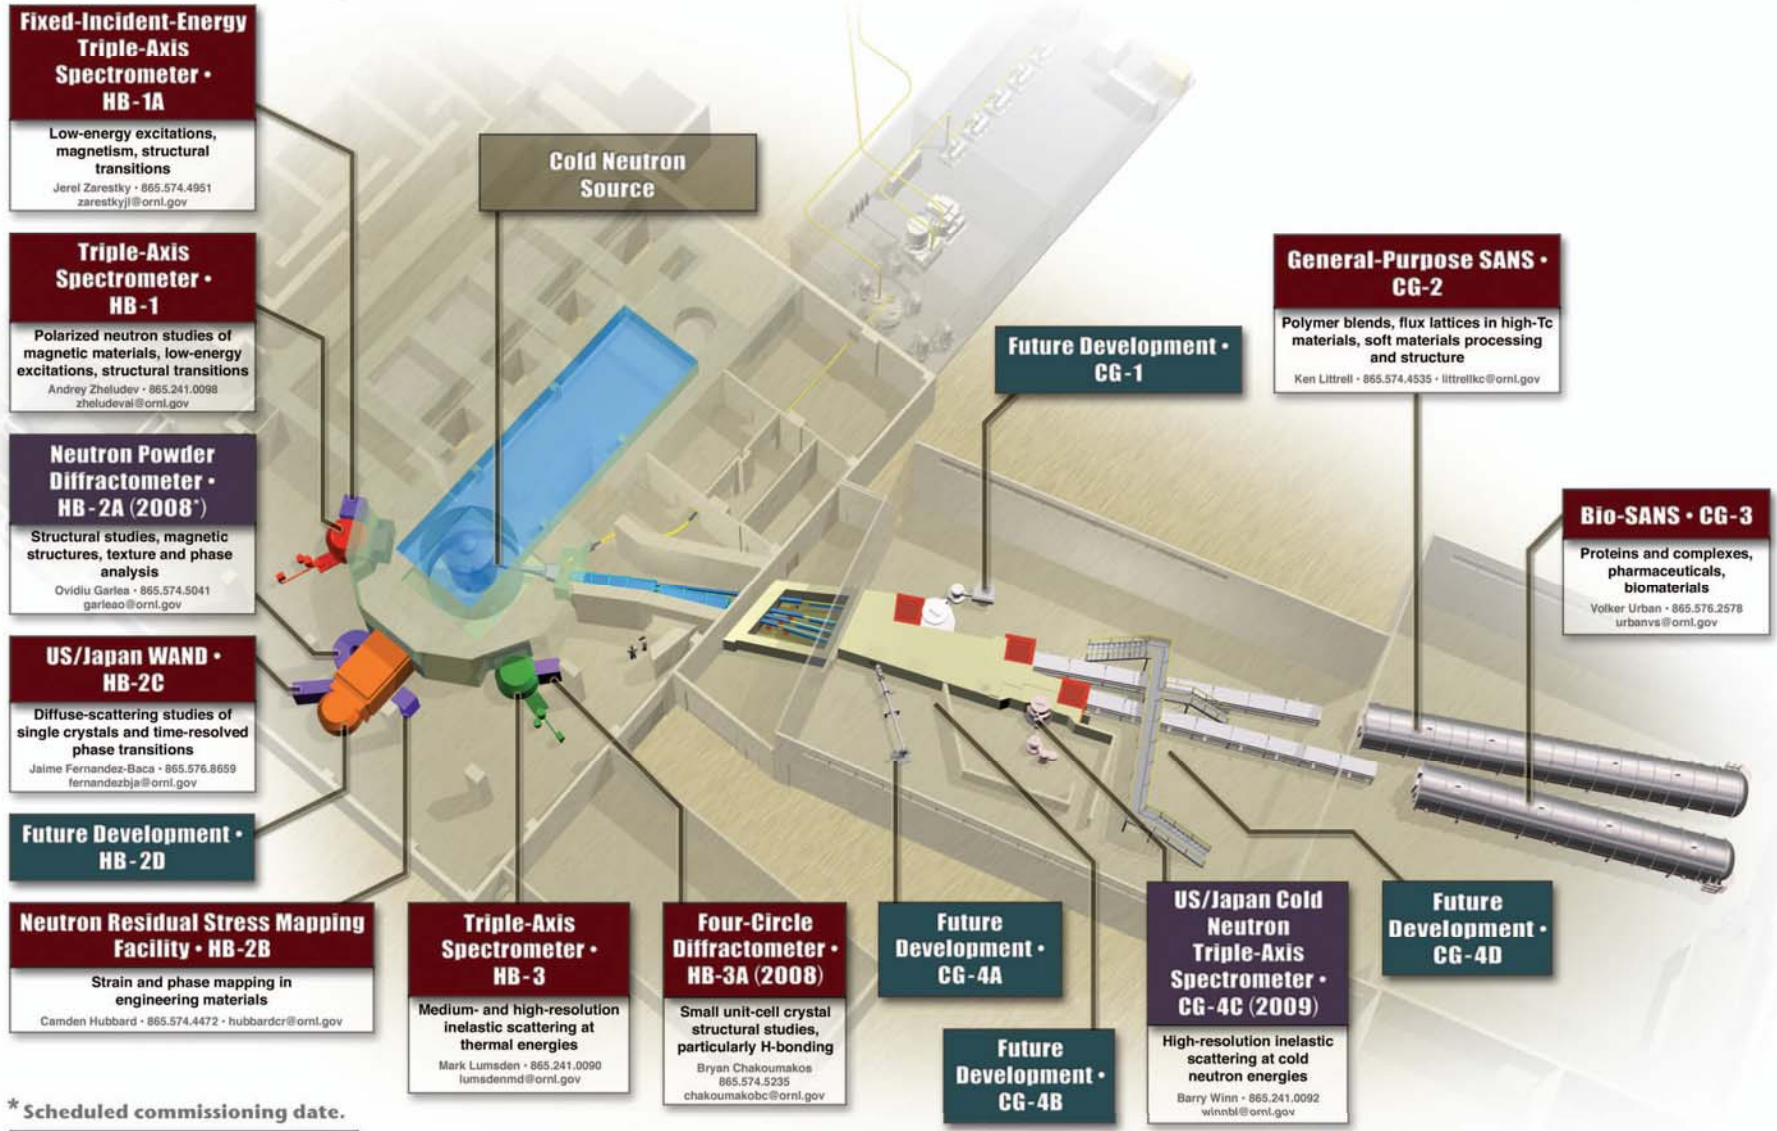 Fixed-Incident-Energy
Triple-Axis
Spectrometer •
HB-1A
Low-energy excitations,
magnetism, structural
transitions
Jerel Zarestky • 865.574.4951
zarestkyjl@ornl.gov
Triple-Axis
Spectrometer •
HB-1
Polarized neutron studies of
magnetic materials, low-energy
excitations, structural transitions
Andrey Zheludev • 865.241.0098
zheludevai@ornl.gov
Neutron Powder
Diffractometer •
HB-2A (2008*)
Structural studies, magnetic
structures, texture and phase
analysis
Ovidiu Garlea • 865.574.5041
garleao@ornl.gov
US/Japan WAND •
HB-2C
Diffuse-scattering studies of
single crystals and time-resolved
phase transitions
Jaime Fernandez-Baca • 865.576.8659
fernandezbja@ornl.gov
Future Development •
HB-2D
Neutron Residual Stress Mapping
Facility • HB-2B
Strain and phase mapping in
engineering materials
Camden Hubbard • 865.574.4472 • hubbardcr@ornl.gov
* Scheduled commissioning date.
Cold Neutron
Source
Triple-Axis
Spectrometer •
HB-3
Medium- and high-resolution
inelastic scattering at
thermal energies
Mark Lumsden • 865.241.0090
lumsdenmd@ornl.gov
Four-Circle
Diffractometer •
HB-3A (2008)
Small unit-cell crystal
structural studies,
particularly H-bonding
Bryan Chakoumakos
865.574.5235
chakoumakobc@ornl.gov
Future
Development •
CG-4A
Future
Development •
CG-4B
US/Japan Cold
Neutron
Triple-Axis
Spectrometer •
CG-4C (2009)
High-resolution inelastic
scattering at cold
neutron energies
Barry Winn • 865.241.0092
winnbl@ornl.gov
Future
Development •
CG-4D
Future Development •
CG-1
General-Purpose SANS •
CG-2
Polymer blends, flux lattices in high-Tc
materials, soft materials processing
and structure
Ken Littrell • 865.574.4535 • littrellkc@ornl.gov
Bio-SANS • CG-3
Proteins and complexes,
pharmaceuticals,
biomaterials
Volker Urban • 865.576.2578
urbanvs@ornl.gov